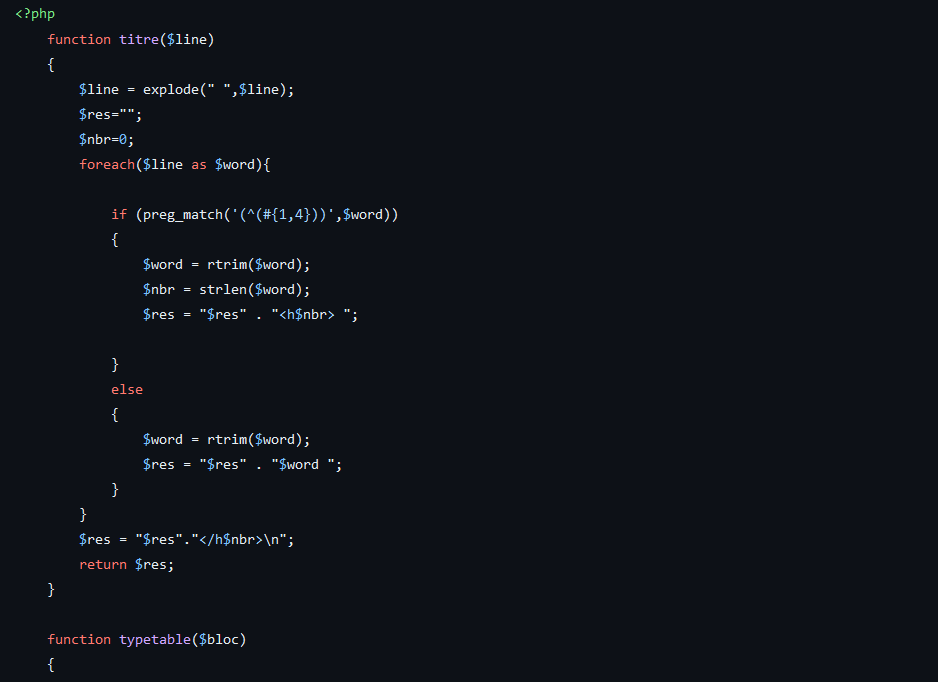 <?php
function titre($line)
{
$line = explode(" ",$line);
$res="";
$nbr=0;
foreach($line as $word){
if (preg_match('(^(#{1,4}))',$word))
{
$word = rtrim($word);
$nbr = strlen($word);
$res = "$res" . "<h$nbr> ";
}
else
{
$word = rtrim($word);
$res = "$res" . "$word ";
}
}
$res = "$res"."</h$nbr>\n";
return $res;
}
function typetable($bloc)
{